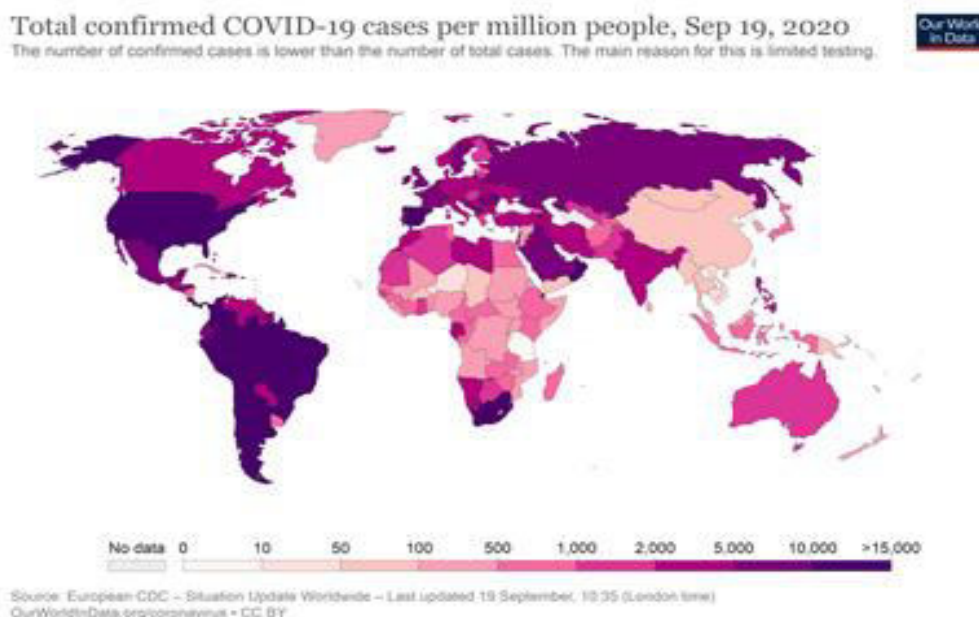 Total confirmed COVID-19 cases per million people, Sep 19, 2020
The number of confirmed cases is lower than the number of total cases. The main reason for this is limited testing.
Our Worl
in Data
No data 0 10 50 100 500 1,000 2,000 5,000 10,000 >15,000
Source: European CDC – Situation Update Worldwide – Last updated 19 September, 10:35 (London time)
OurWorldInData.org/coronavirus • CC BY